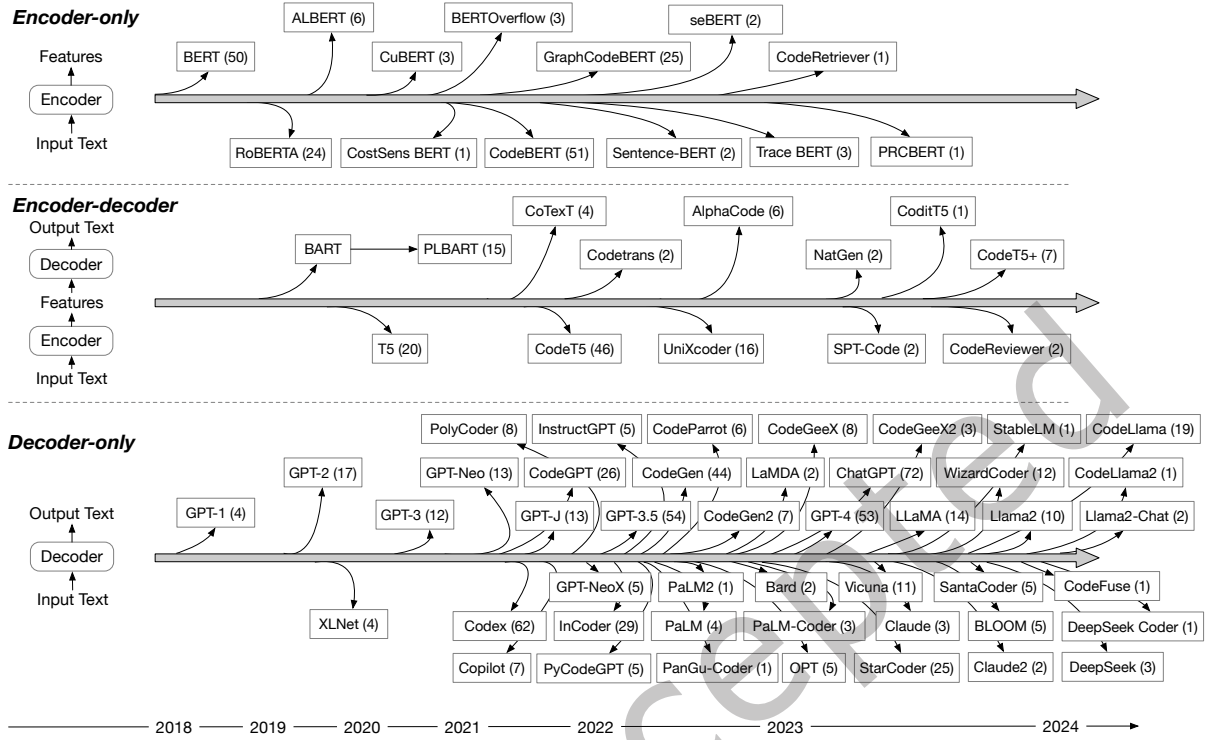 Encoder-only
ALBERT (6)
BERTOverflow (3)
seBERT (2)
Features
BERT (50)
CuBERT (3)
GraphCodeBERT (25)
CodeRetriever (1)
Encoder
Input Text
RoBERTA (24)
CostSens BERT (1)
CodeBERT (51)
Sentence-BERT (2)
Trace BERT (3)
PRCBERT (1)
Encoder-decoder
Output Text
CoTexT (4)
AlphaCode (6)
CoditT5 (1)
Decoder
BART
PLBART (15)
Codetrans (2)
NatGen (2)
CodeT5+ (7)
Features
Encoder
T5 (20)
CodeT5 (46)
UniXcoder (16)
SPT-Code (2)
CodeReviewer (2)
Input Text
Decoder-only
PolyCoder (8)
InstructGPT (5)
CodeParrot (6)
CodeGeeX (8)
CodeGeeX2 (3)
StableLM (1)
CodeLlama (19)
GPT-2 (17)
GPT-Neo (13)
CodeGPT (26)
CodeGen (44)
LaMDA (2)
ChatGPT (72)
WizardCoder (12)
CodeLlama2 (1)
Output Text
GPT-1 (4)
GPT-3 (12)
GPT-J (13)
GPT-3.5 (54)
CodeGen2 (7)
GPT-4 (53)
LLaMA (14)
Llama2 (10)
Llama2-Chat (2)
Decoder
Input Text
GPT-NeoX (5)
PaLM2 (1)
Bard (2)
Vicuna (11)
SantaCoder (5)
CodeFuse (1)
XLNet (4)
Codex (62)
InCoder (29)
PaLM (4)
PaLM-Coder (3)
Claude (3)
BLOOM (5)
DeepSeek Coder (1)
Copilot (7)
PyCodeGPT (5)
PanGu-Coder (1)
OPT (5)
StarCoder (25)
Claude2 (2)
DeepSeek (3)
2018
2019
2020
2021
2022
2023
2024
cepted